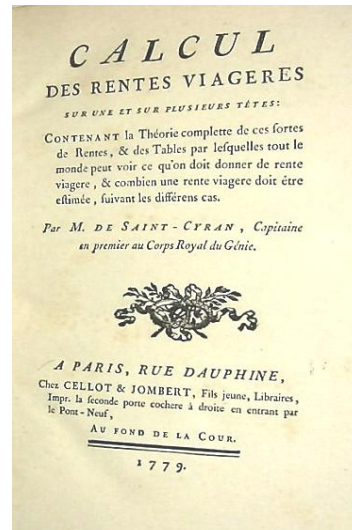 CALCUL
DES RENTES VIAGERES
SUR UNE ET SUR PLUSIEURS TÉTES:
CONTENANT la Théorie complette de ces ſortes
de Rentes, & des Tables par leſquelles tout le
monde peut voir ce qu'on doit donner de rente
viagere, & combien une rente viagere doit être
eſtimée, ſuivant les différens cas.
Par M. DE SAINT-CYRAN, Capitaine
en premier au Corps Royal du Génie.
A PARIS, RUE DAUPHINE,
Chez CELLOT & JOMBERT, Fils jeune, Libraires,
Impr. la ſeconde porte cochere à droite en entrant par
le Pont-Neuf,
AU FOND DE LA COUR.
1779.